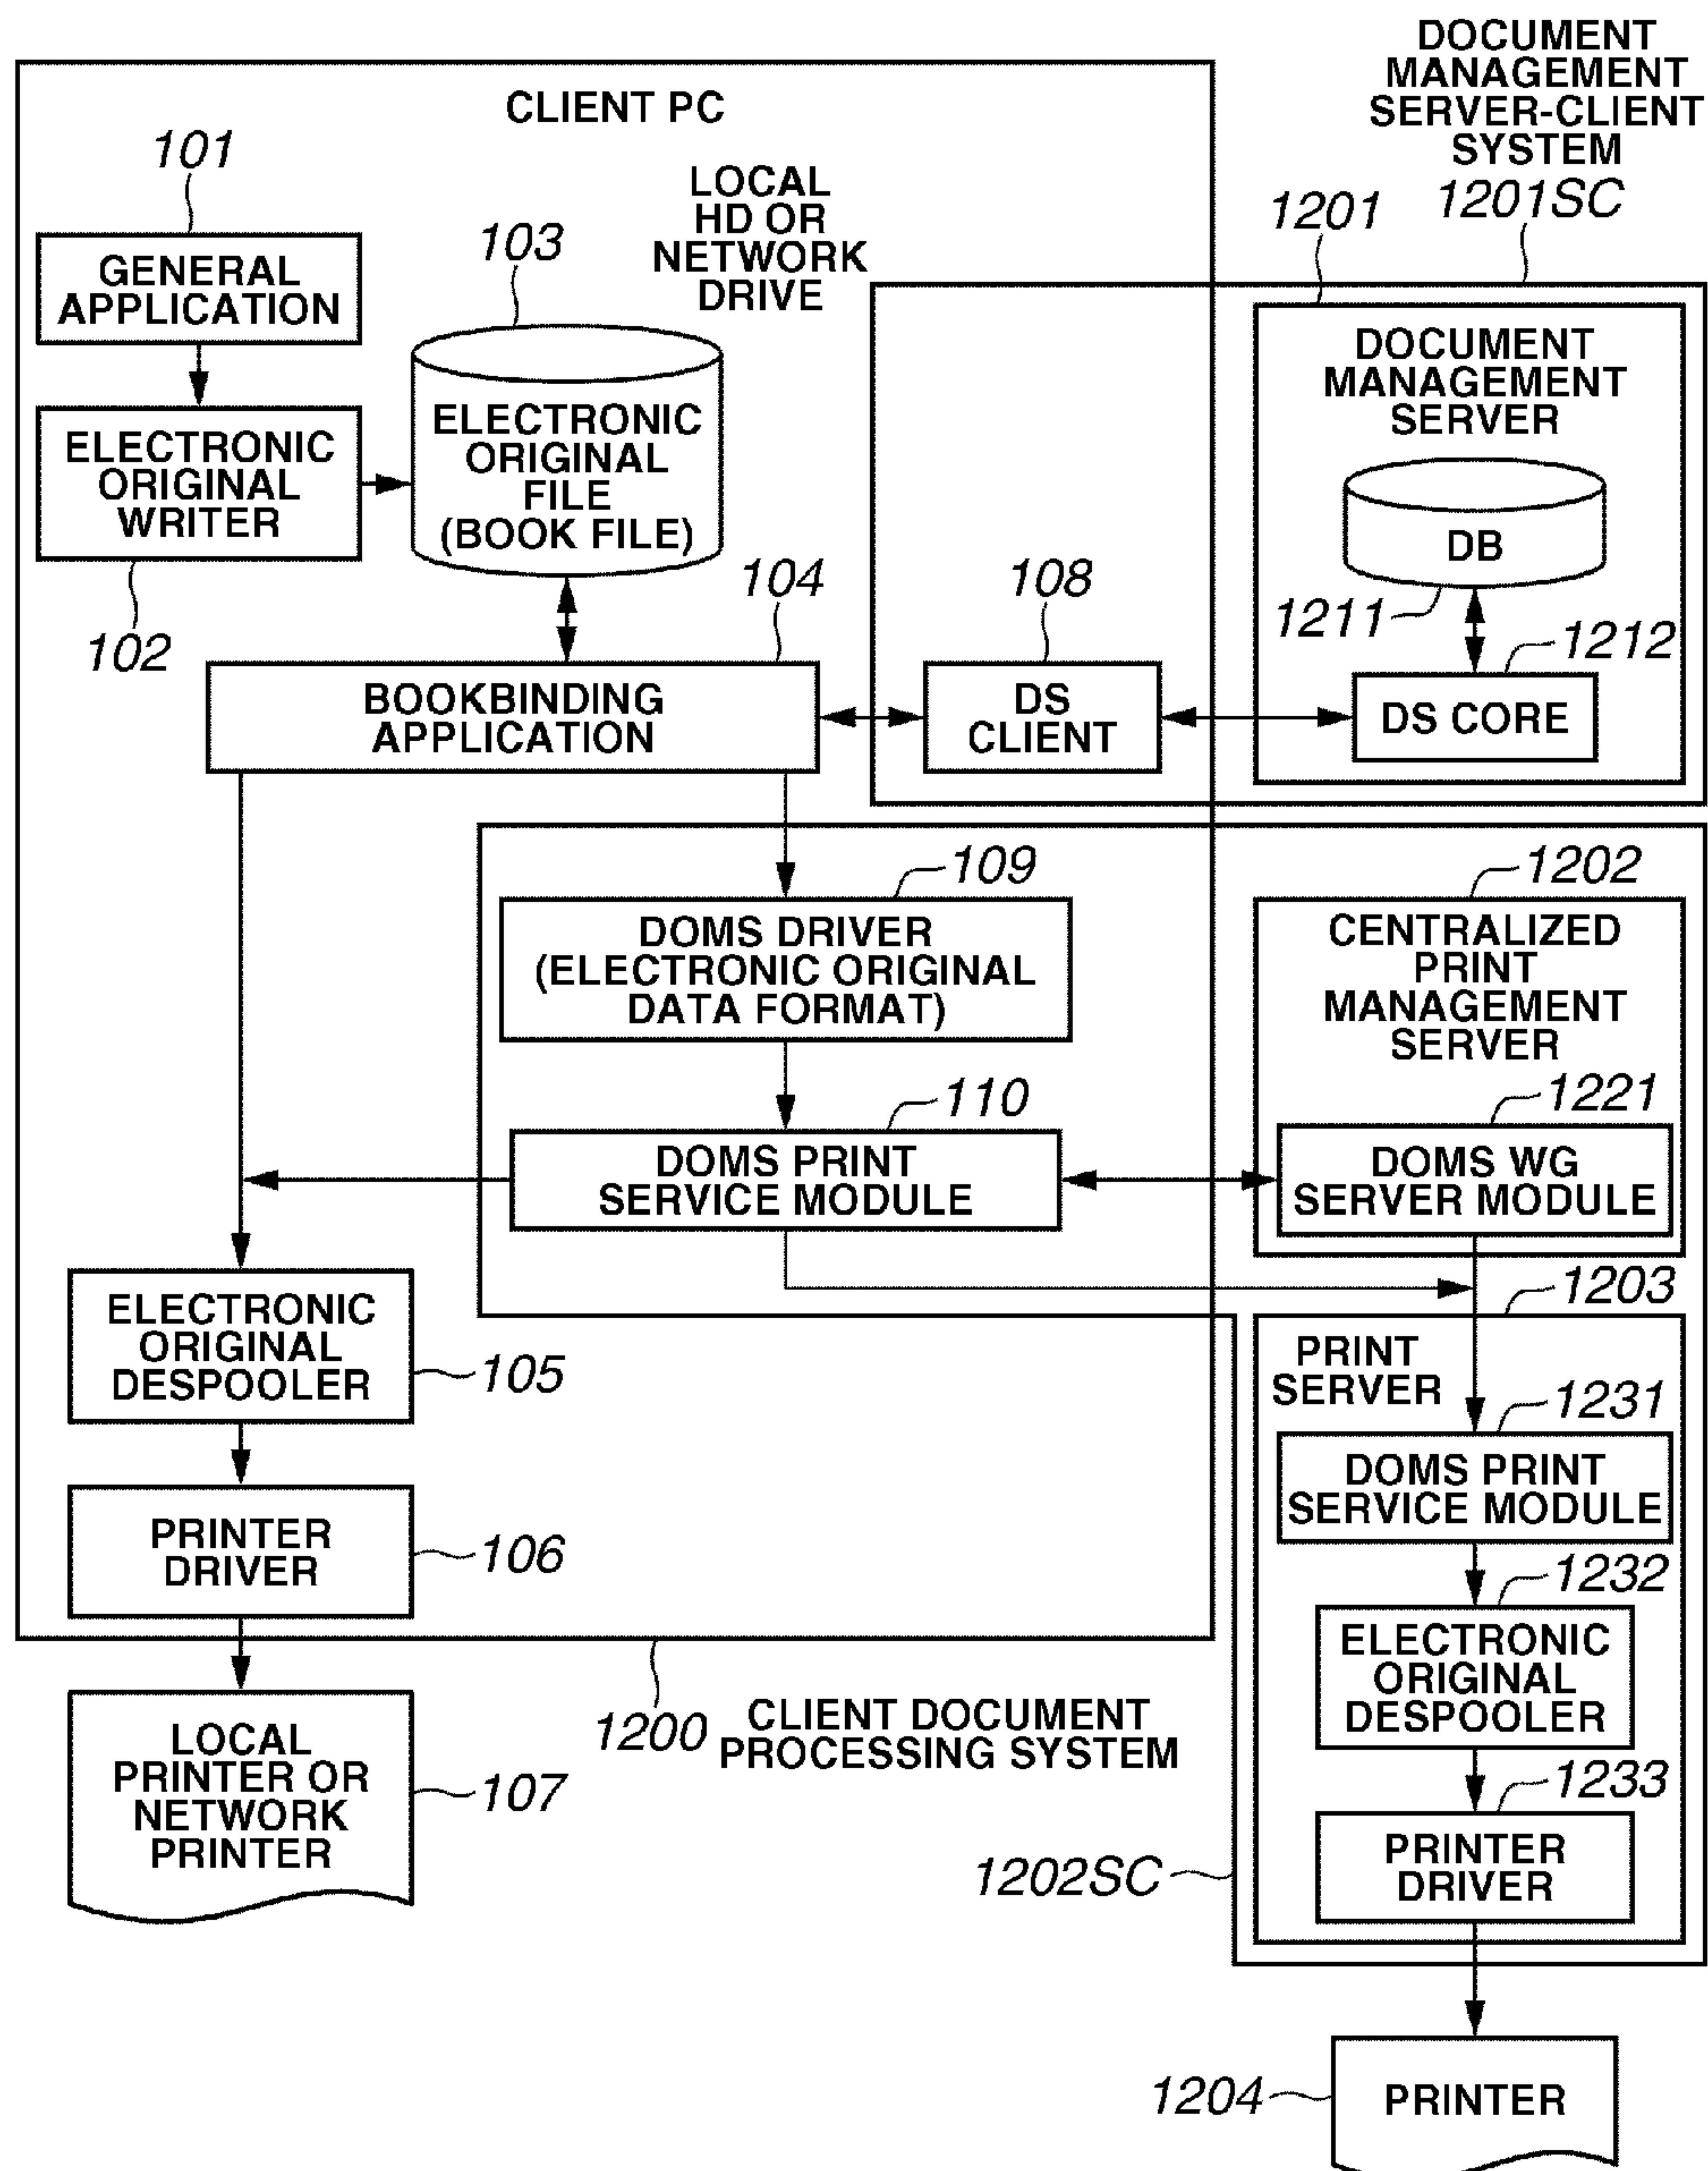 DOCUMENT
MANAGEMENT
SERVER-CLIENT
SYSTEM
1201SC
1201
CLIENT PC
101
GENERAL
APPLICATION
LOCAL
HD OR
NETWORK
DRIVE
103
ELECTRONIC
ORIGINAL
WRITER
102
ELECTRONIC
ORIGINAL
FILE
(BOOK FILE)
DOCUMENT
MANAGEMENT
SERVER
DB
1211
1212
DS CORE
104
BOOKBINDING
APPLICATION
108
DS
CLIENT
109
DOMS DRIVER
(ELECTRONIC ORIGINAL
DATA FORMAT)
1202
CENTRALIZED
PRINT
MANAGEMENT
SERVER
110
DOMS PRINT
SERVICE MODULE
1221
DOMS WG
SERVER MODULE
ELECTRONIC
ORIGINAL
DESPOOLER
105
1203
PRINT
SERVER
1231
DOMS PRINT
SERVICE MODULE
PRINTER
DRIVER
106
1232
ELECTRONIC
ORIGINAL
DESPOOLER
1200
CLIENT DOCUMENT
PROCESSING SYSTEM
LOCAL
PRINTER OR
NETWORK
PRINTER
107
1233
PRINTER
DRIVER
1202SC
1204
PRINTER